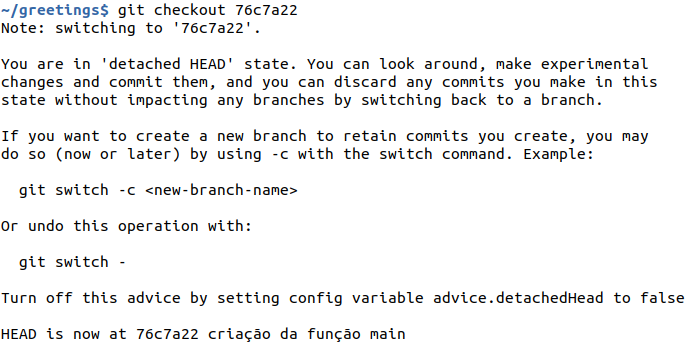 ~/greetings$ git checkout 76c7a22
Note: switching to '76c7a22'.
You are in 'detached HEAD' state. You can look around, make experimental
changes and commit them, and you can discard any commits you make in this
state without impacting any branches by switching back to a branch.
If you want to create a new branch to retain commits you create, you may
do so (now or later) by using -c with the switch command. Example:
git switch -c <new-branch-name>
Or undo this operation with:
git switch -
Turn off this advice by setting config variable advice.detachedHead to false
HEAD is now at 76c7a22 criação da função main